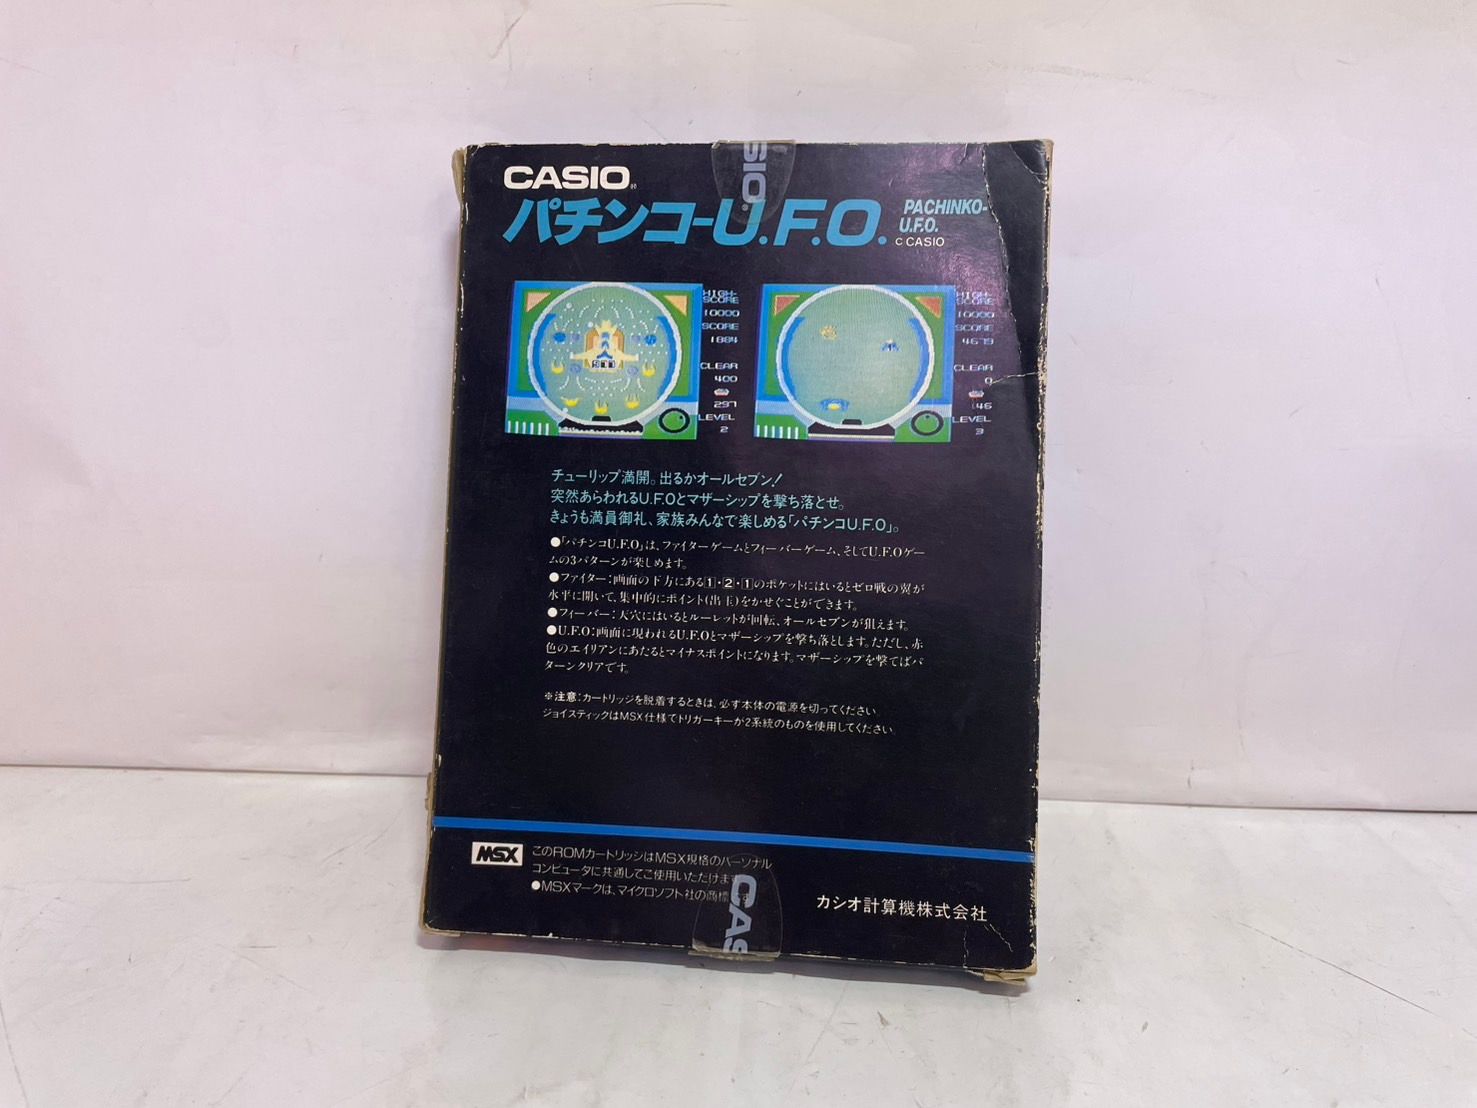 CASIO®
パチンコ-U.F.O.
PACHINKO-
U.F.O.
C CASIO
SIO
HIGH-
SCORE
10000
SCORE
1884
CLEAR
400
297
LEVEL
2
900
HIGH-
SCORE
10000
SCORE
4679
CLEAR
0
46
LEVEL
3
チューリップ満開。出るかオールセブン!
突然あらわれるU.F.Oとマザーシップを撃ち落とせ。
きょうも満員御礼、家族みんなで楽しめる「パチンコU.F.O」。
●「パチンコU.F.O」は、ファイターゲームとフィーバーゲーム、そしてU.F.Oゲー
ムの3パターンが楽しめます。
●ファイター:画面の下方にある1・2・1のポケットにはいるとゼロ戦の翼が
水平に開いて、集中的にポイント(出玉)をかせぐことができます。
●フィーバー:天穴にはいるとルーレットが回転、オールセブンが狙えます。
●U.F.O:画面に現われるU.F.Oとマザーシップを撃ち落とします。ただし、赤
色のエイリアンにあたるとマイナスポイントになります。マザーシップを撃てばパ
ターンクリアです。
※注意:カートリッジを脱着するときは、必ず本体の電源を切ってください。
ジョイスティックはMSX仕様でトリガーキーが2系統のものを使用してください。
MSX
このROMカートリッジはMSX規格のパーソナル
コンピュータに共通してご使用いただけます
●MSXマークは、マイクロソフト社の商標です
CAS
カシオ計算機株式会社